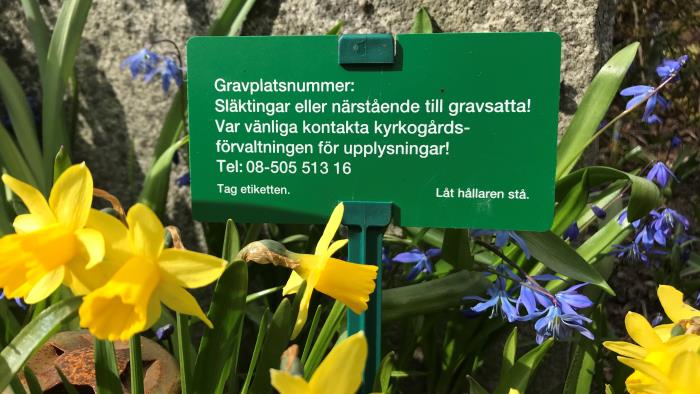 Gravplatsnummer:
Släktingar eller närstående till gravsatta!
Var vänliga kontakta kyrkogårds-
förvaltningen för upplysningar!
Tel: 08-505 513 16
Tag etiketten.
Låt hållaren stå.